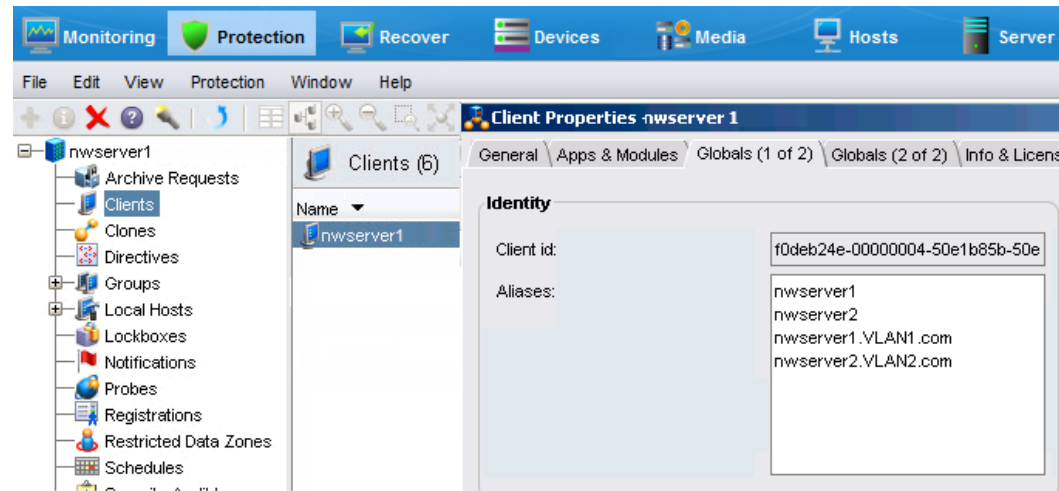 Monitoring Protection Recover Devices Media Hosts Server
File Edit View Protection Window Help
Client Properties -nwserver 1
nwserver1
Archive Requests
Clients
Clones
Directives
Groups
Local Hosts
Lockboxes
Notifications
Probes
Registrations
Restricted Data Zones
Schedules
Clients (6)
Name
nwserver1
General Apps & Modules Globals (1 of 2) Globals (2 of 2) Info & Licens
Identity
Client id: f0deb24e-00000004-50e1b85b-50e
Aliases: nwserver1
nwserver2
nwserver1.VLAN1.com
nwserver2.VLAN2.com